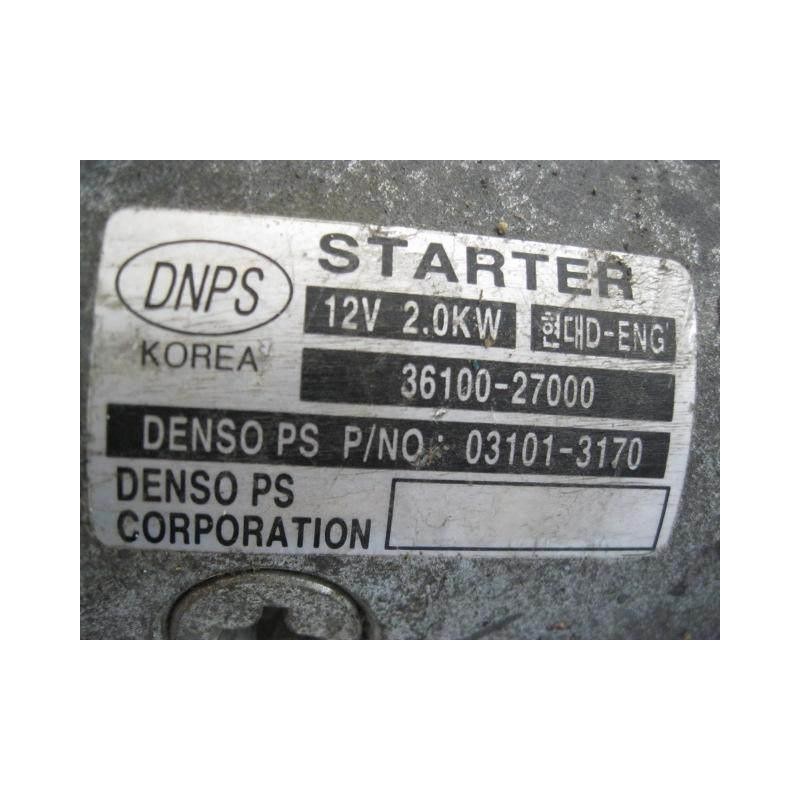 DNPS
KOREA
STARTER
12V 2.0KW 현대D-ENG
36100-27000
DENSO PS P/NO : 03101-3170
DENSO PS
CORPORATION